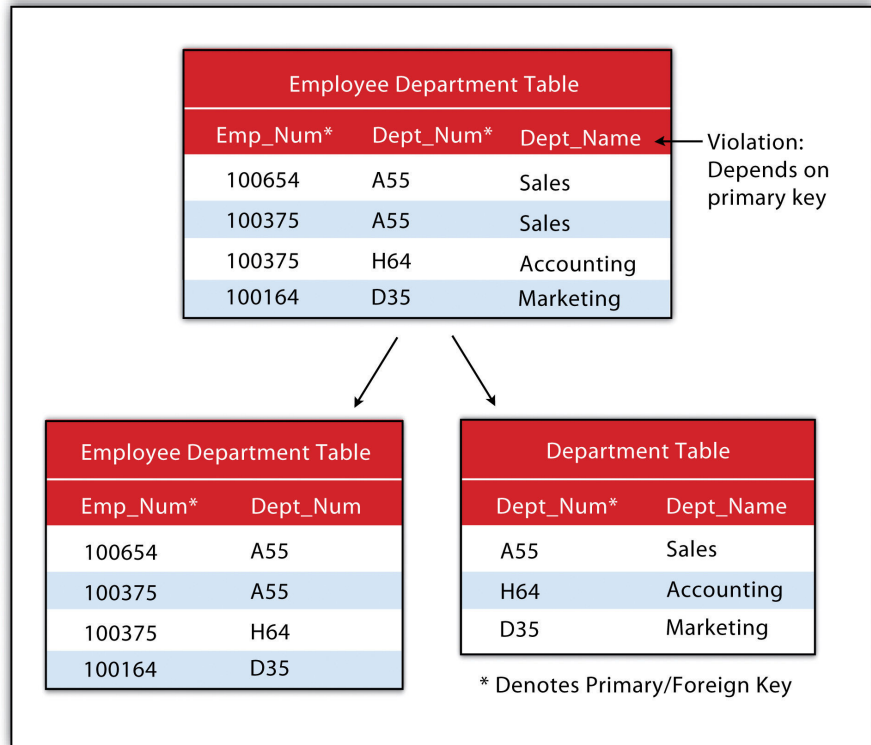 Employee Department Table
Emp_Num* Dept_Num* Dept_Name
100654 A55 Sales
100375 A55 Sales
100375 H64 Accounting
100164 D35 Marketing
Violation:
Depends on
primary key
Employee Department Table
Emp_Num* Dept_Num
100654 A55
100375 A55
100375 H64
100164 D35
Department Table
Dept_Num* Dept_Name
A55 Sales
H64 Accounting
D35 Marketing
* Denotes Primary/Foreign Key